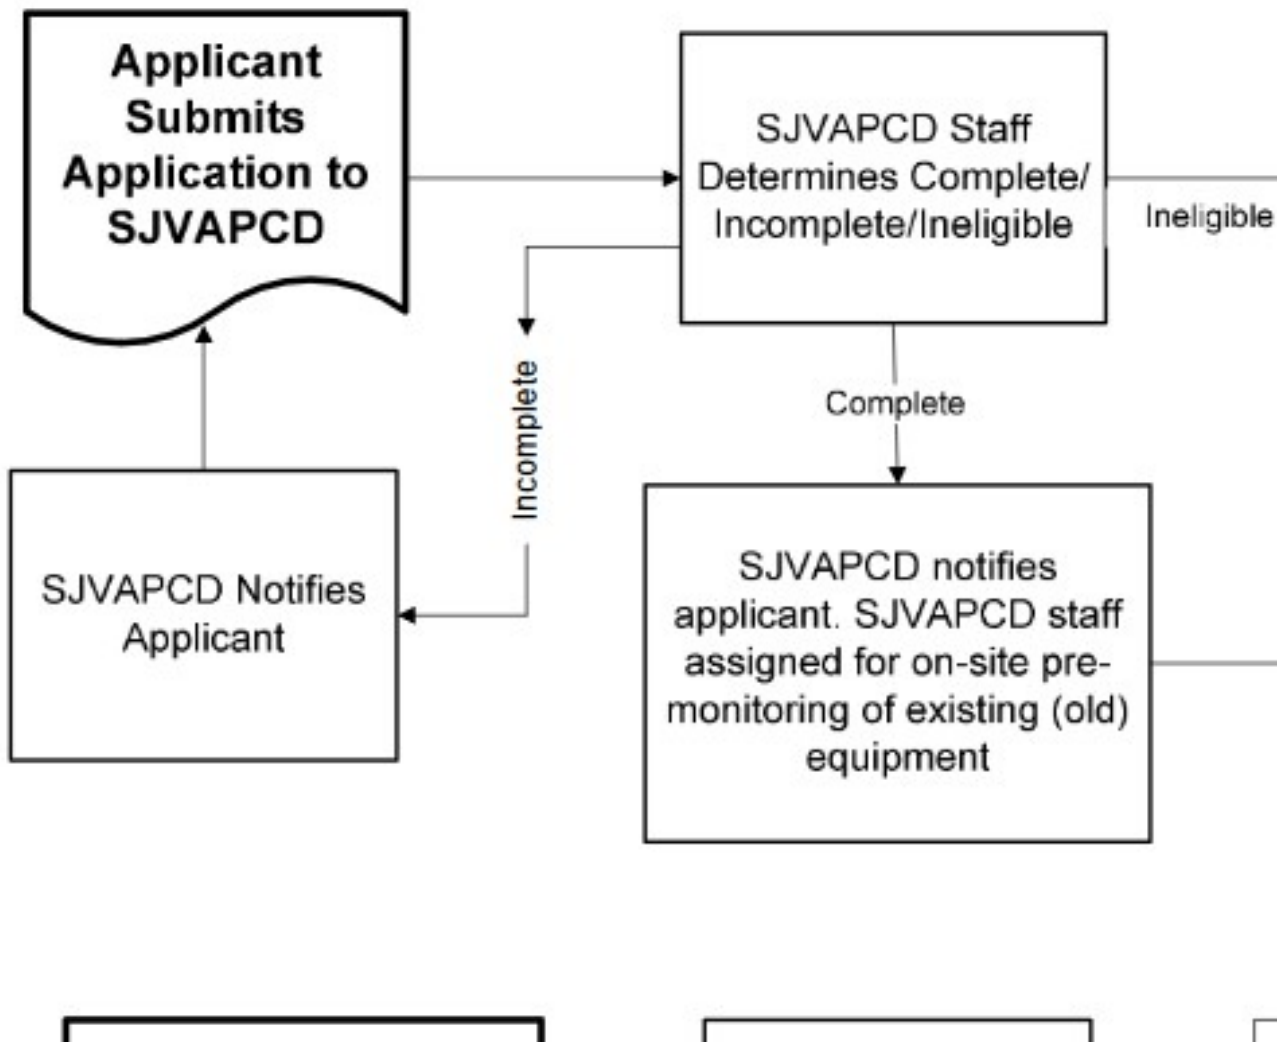 Applicant
Submits
Application to
SJVAPCD
SJVAPCD Staff
Determines Complete/
Incomplete/Ineligible
Ineligible
Incomplete
Complete
SJVAPCD Notifies
Applicant
SJVAPCD notifies
applicant. SJVAPCD staff
assigned for on-site pre-
monitoring of existing (old)
equipment